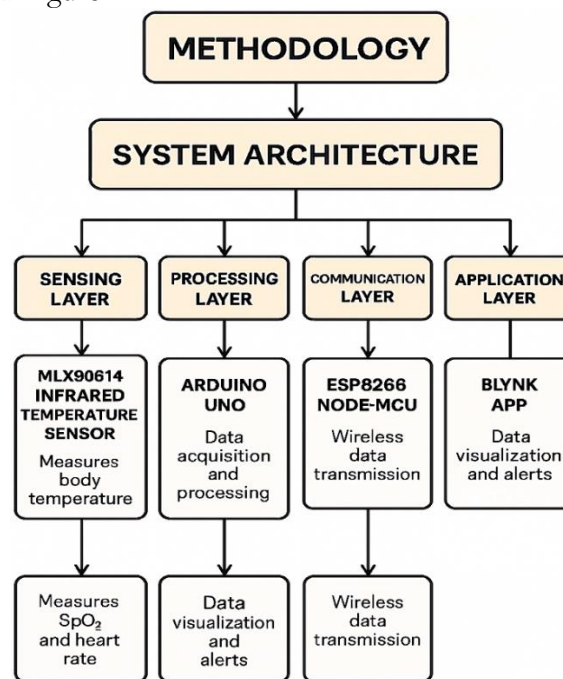 METHODOLOGY
SYSTEM ARCHITECTURE
SENSING
LAYER
PROCESSING
LAYER
COMMUNICATION
LAYER
APPLICATION
LAYER
MLX90614
INFRARED
TEMPERATURE
SENSOR
Measures
body
temperature
ARDUINO
UNO
Data
acquisition
and
processing
ESP8266
NODE-MCU
Wireless
data
transmission
BLYNK
APP
Data
visualization
and alerts
Measures
SpO₂
and heart
rate
Data
visualization
and
alerts
Wireless
data
transmission